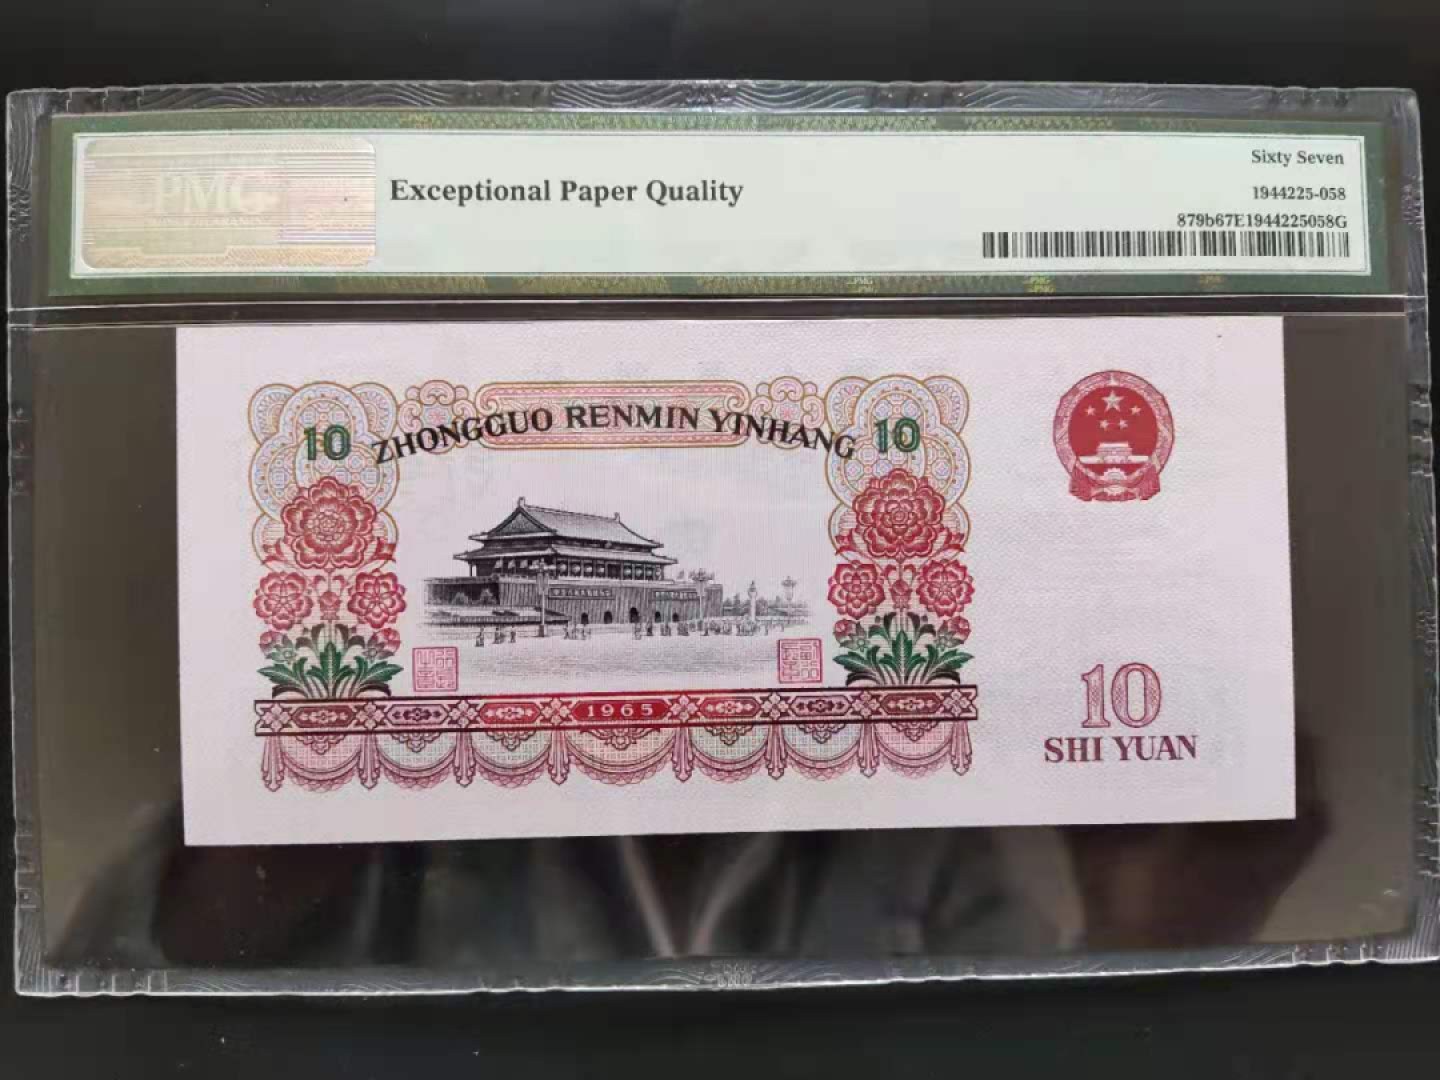 PMG
Exceptional Paper Quality
Sixty Seven
1944225-058
879b67E1944225058G
10 ZHONGGUO RENMIN YINHANG 10
1965
10
SHI YUAN